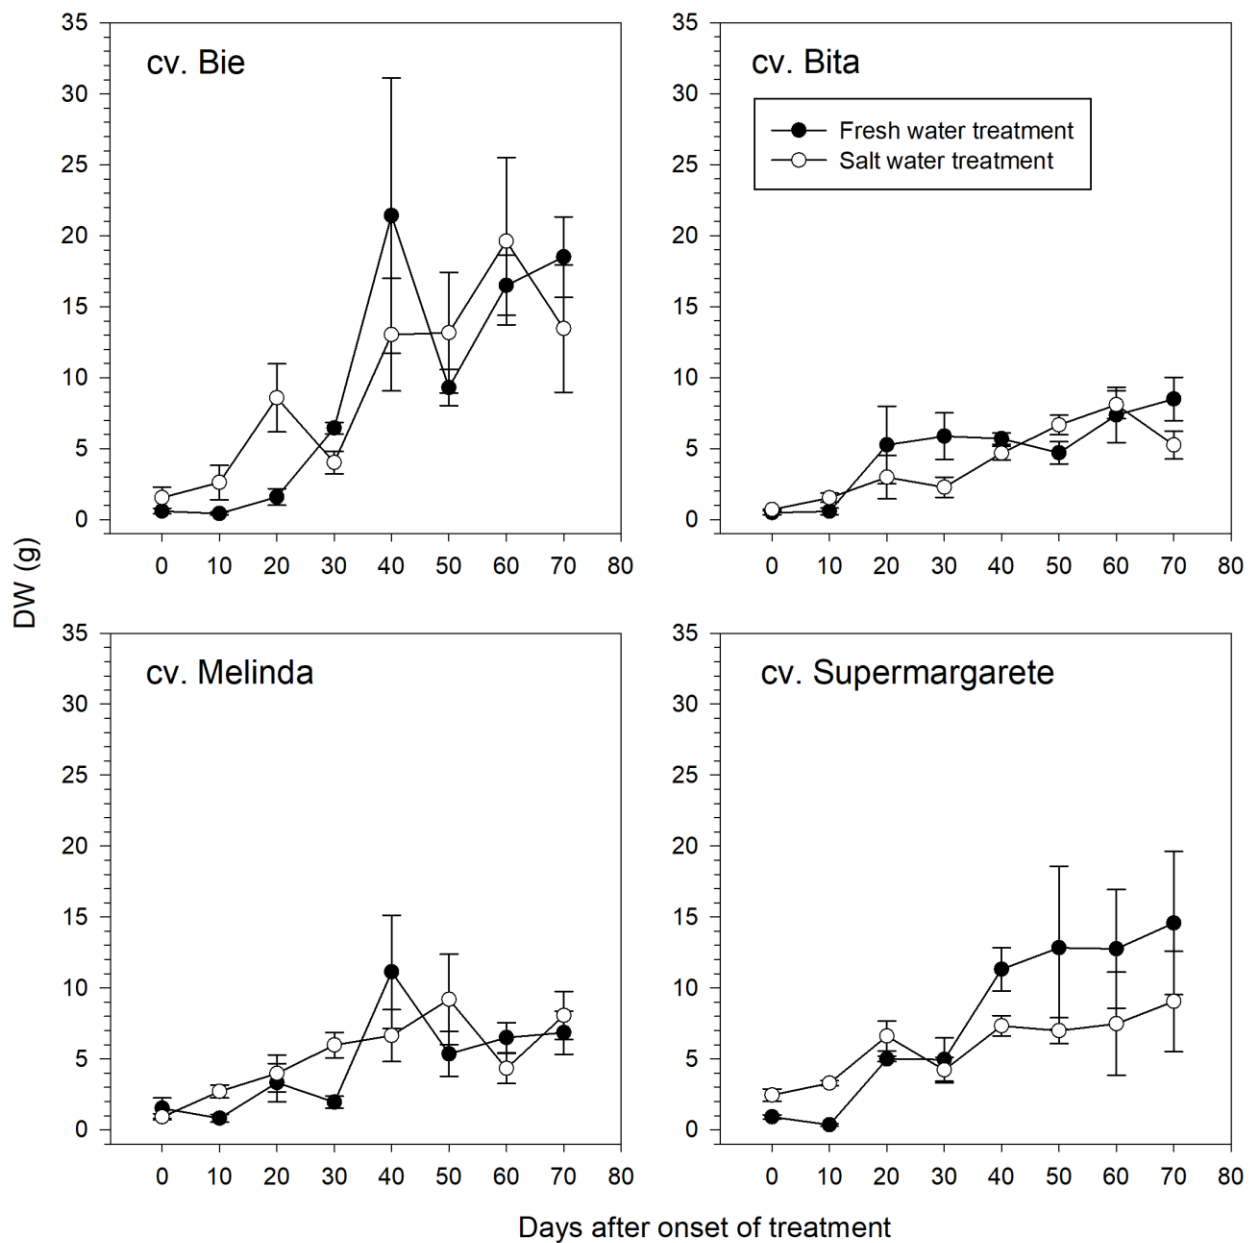 cv. Bie
35
30
25
20
15
10
5
0
0 10 20 30 40 50 60 70 80
cv. Bita
Fresh water treatment
Salt water treatment
35
30
25
20
15
10
5
0
0 10 20 30 40 50 60 70 80
DW (g)
cv. Melinda
35
30
25
20
15
10
5
0
0 10 20 30 40 50 60 70 80
cv. Supermargarete
35
30
25
20
15
10
5
0
0 10 20 30 40 50 60 70 80
Days after onset of treatment